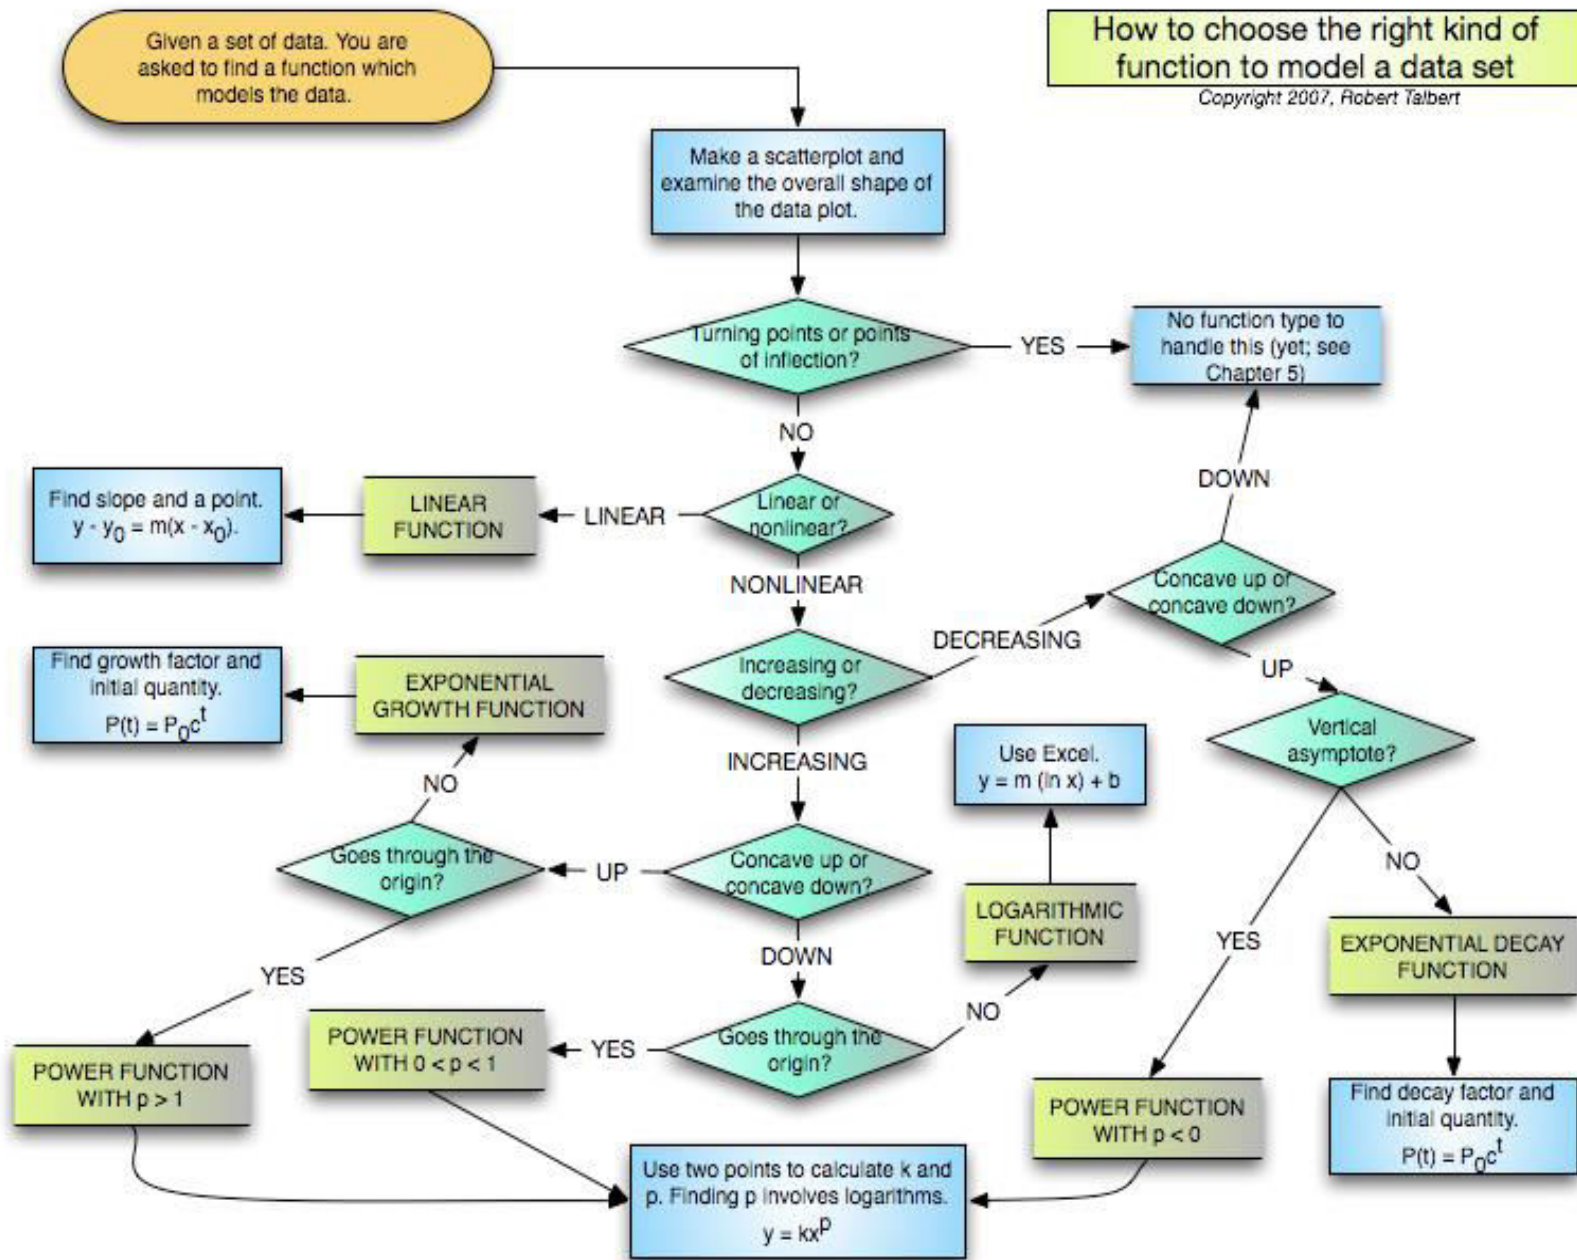 Given a set of data. You are
asked to find a function which
models the data.
How to choose the right kind of
function to model a data set
Copyright 2007, Robert Talbert
Make a scatterplot and
examine the overall shape of
the data plot.
Turning points or points
of inflection?
YES
No function type to
handle this (yet; see
Chapter 5)
NO
DOWN
Find slope and a point.
y - y₀ = m(x - x₀).
LINEAR
FUNCTION
LINEAR
Linear or
nonlinear?
NONLINEAR
Concave up or
concave down?
DECREASING
UP
Find growth factor and
initial quantity.
P(t) = P₀cᵗ
EXPONENTIAL
GROWTH FUNCTION
Increasing or
decreasing?
Vertical
asymptote?
NO
INCREASING
Use Excel.
y = m (ln x) + b
Goes through the
origin?
UP
Concave up or
concave down?
NO
LOGARITHMIC
FUNCTION
YES
EXPONENTIAL DECAY
FUNCTION
YES
DOWN
NO
POWER FUNCTION
WITH p > 1
POWER FUNCTION
WITH 0 < p < 1
YES
Goes through the
origin?
POWER FUNCTION
WITH p < 0
Find decay factor and
initial quantity.
P(t) = P₀cᵗ
Use two points to calculate k and
p. Finding p involves logarithms.
y = kxᵖ